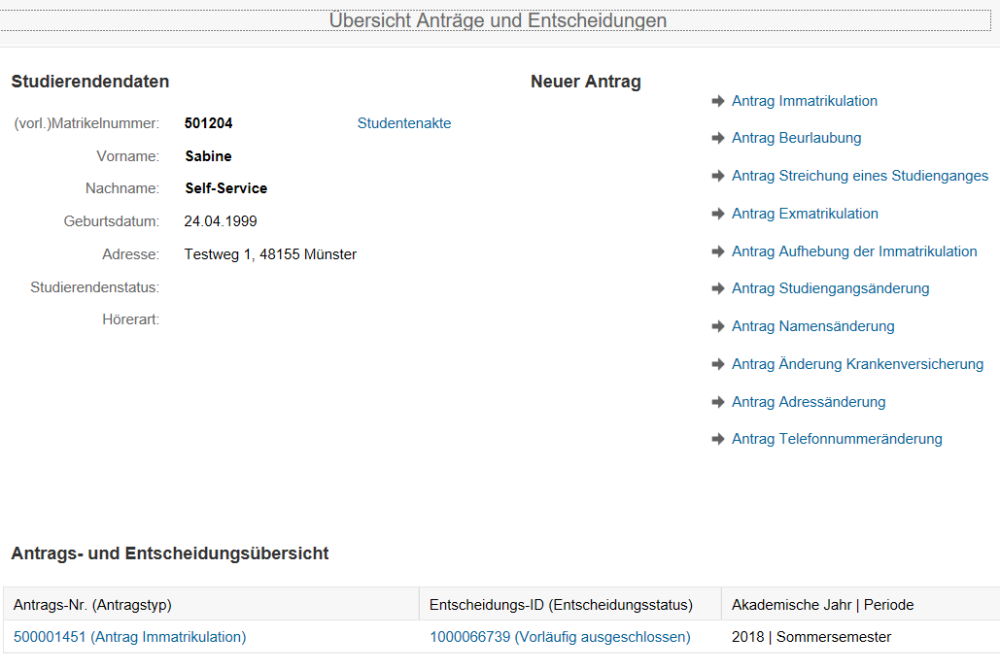 Übersicht Anträge und Entscheidungen
Studierendendaten
(vorl.)Matrikelnummer: 501204 Studentenakte
Vorname: Sabine
Nachname: Self-Service
Geburtsdatum: 24.04.1999
Adresse: Testweg 1, 48155 Münster
Studierendenstatus:
Hörerart:
Neuer Antrag
Antrag Immatrikulation
Antrag Beurlaubung
Antrag Streichung eines Studienganges
Antrag Exmatrikulation
Antrag Aufhebung der Immatrikulation
Antrag Studiengangsänderung
Antrag Namensänderung
Antrag Änderung Krankenversicherung
Antrag Adressänderung
Antrag Telefonnummeränderung
Antrags- und Entscheidungsübersicht
Antrags-Nr. (Antragstyp) Entscheidungs-ID (Entscheidungsstatus) Akademische Jahr | Periode
500001451 (Antrag Immatrikulation) 1000066739 (Vorläufig ausgeschlossen) 2018 | Sommersemester